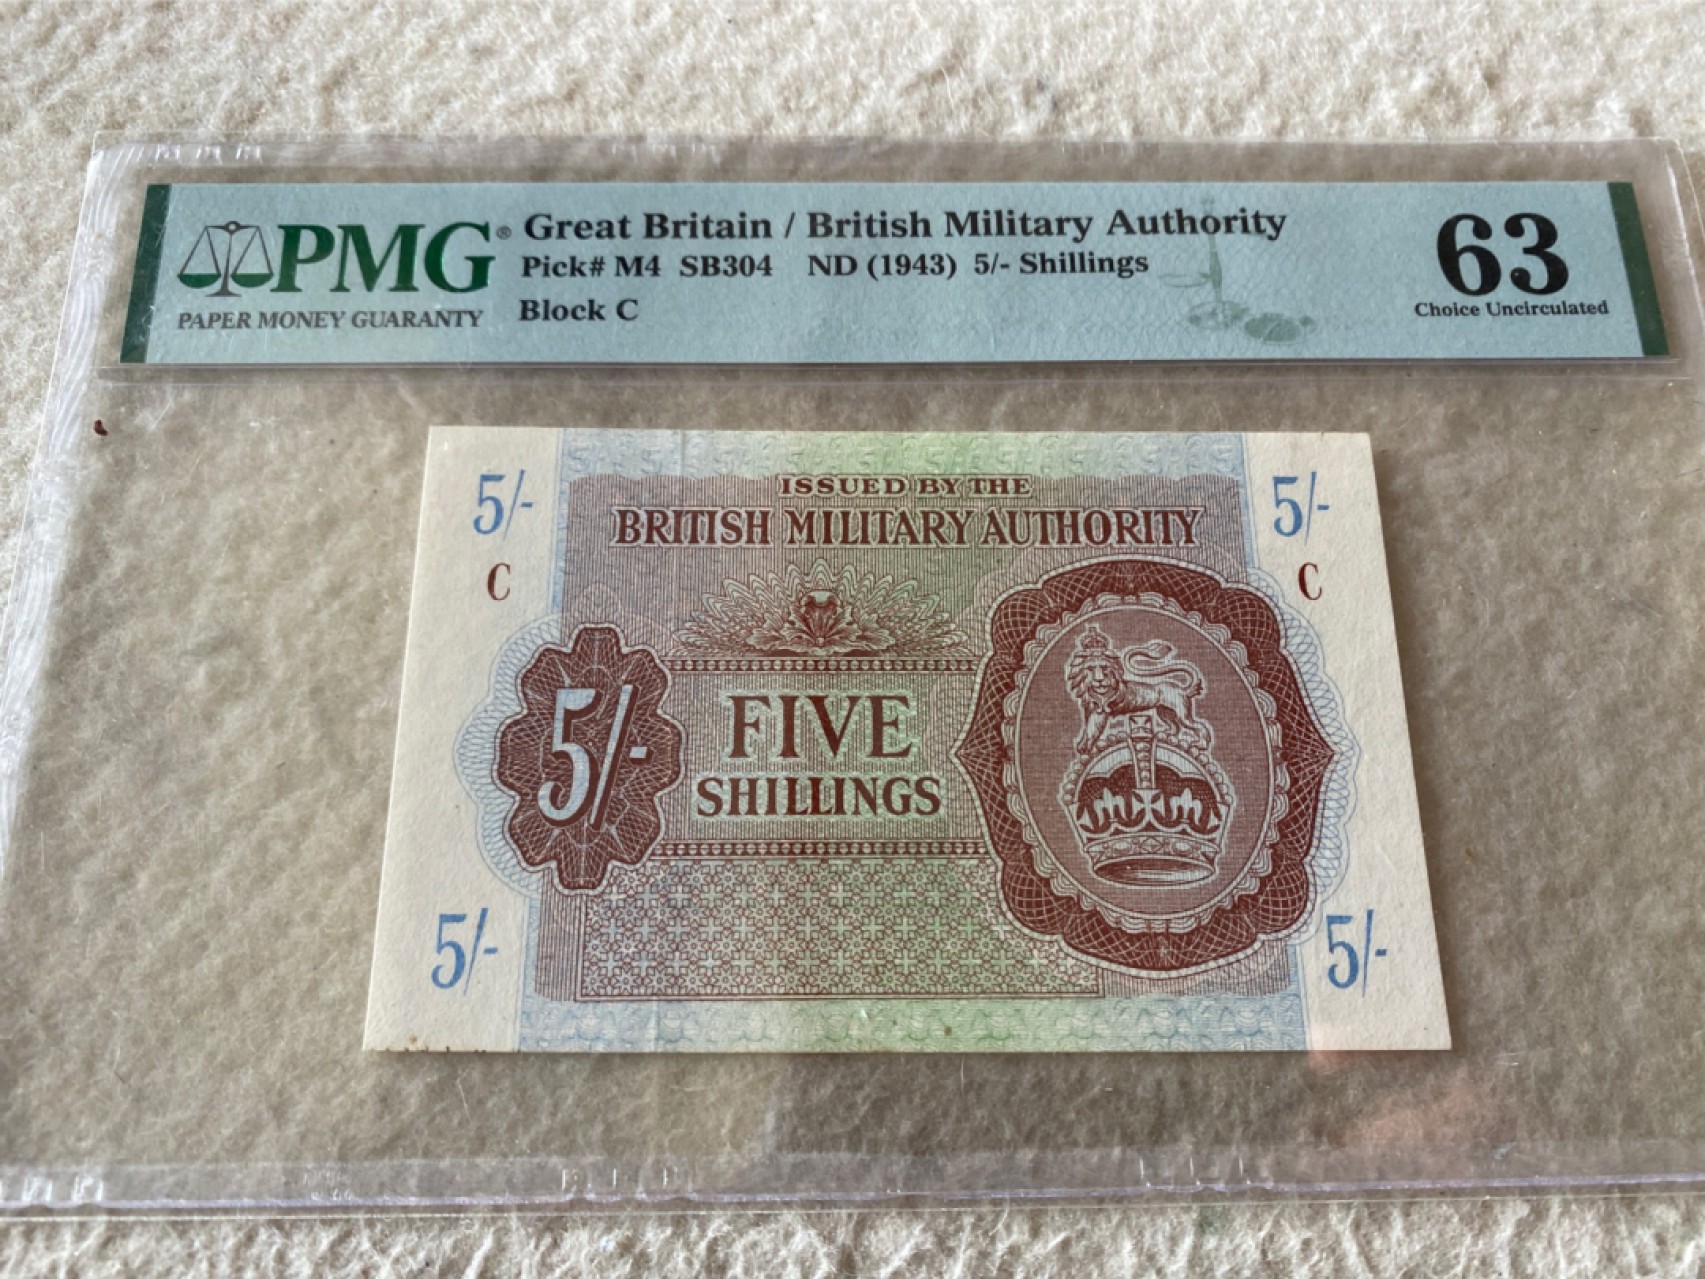 PMG® Great Britain / British Military Authority 63
Pick# M4 SB304 ND (1943) 5/- Shillings
PAPER MONEY GUARANTY Block C Choice Uncirculated
5/- ISSUED BY THE 5/-
BRITISH MILITARY AUTHORITY
C C
5/- FIVE
SHILLINGS
5/- 5/-